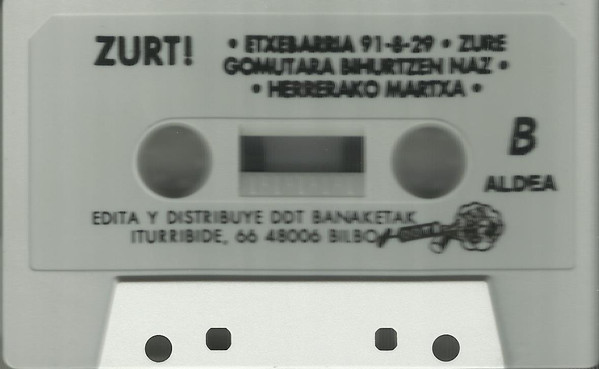 ZURT!
• ETXEBARRIA 91-8-29 • ZURE
GOMUTARA BIHURTZEN NAZ •
• HERRERAKO MARTXA •
B
ALDEA
EDITA Y DISTRIBUYE DDT BANAKETAK
ITURRIBIDE, 66 48006 BILBO